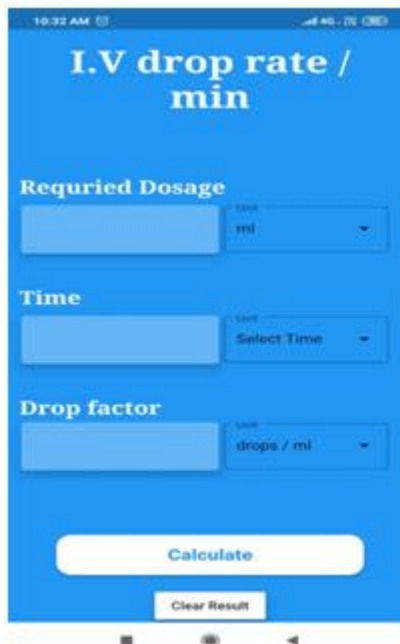 10:32 AM
I.V drop rate /
min
Requried Dosage
Unit
ml
Time
Unit
Select Time
Drop factor
Unit
drops / ml
Calculate
Clear Result